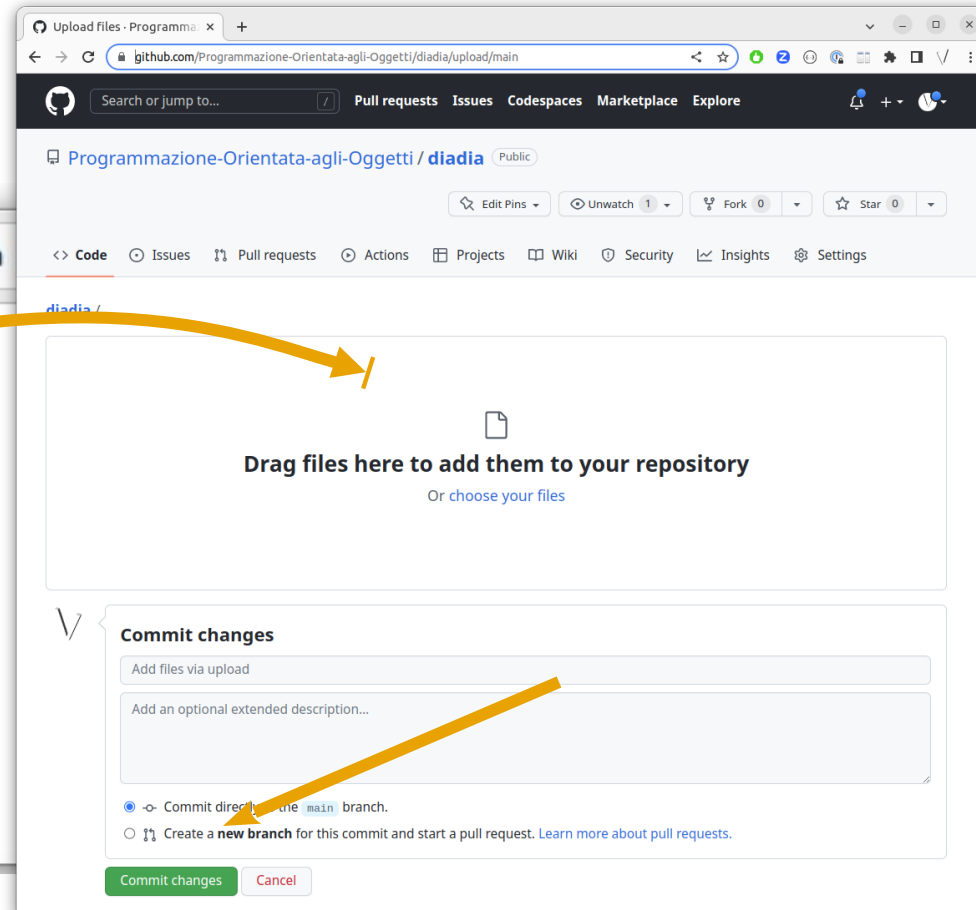 Upload files · Programma
github.com/Programmazione-Orientata-agli-Oggetti/diadia/upload/main
Search or jump to... / Pull requests Issues Codespaces Marketplace Explore
Programmazione-Orientata-agli-Oggetti / diadia Public
Edit Pins Unwatch 1 Fork 0 Star 0
<> Code Issues Pull requests Actions Projects Wiki Security Insights Settings
diadia /
Drag files here to add them to your repository
Or choose your files
Commit changes
Add files via upload
Add an optional extended description...
Commit directly to the main branch.
Create a new branch for this commit and start a pull request. Learn more about pull requests.
Commit changes Cancel